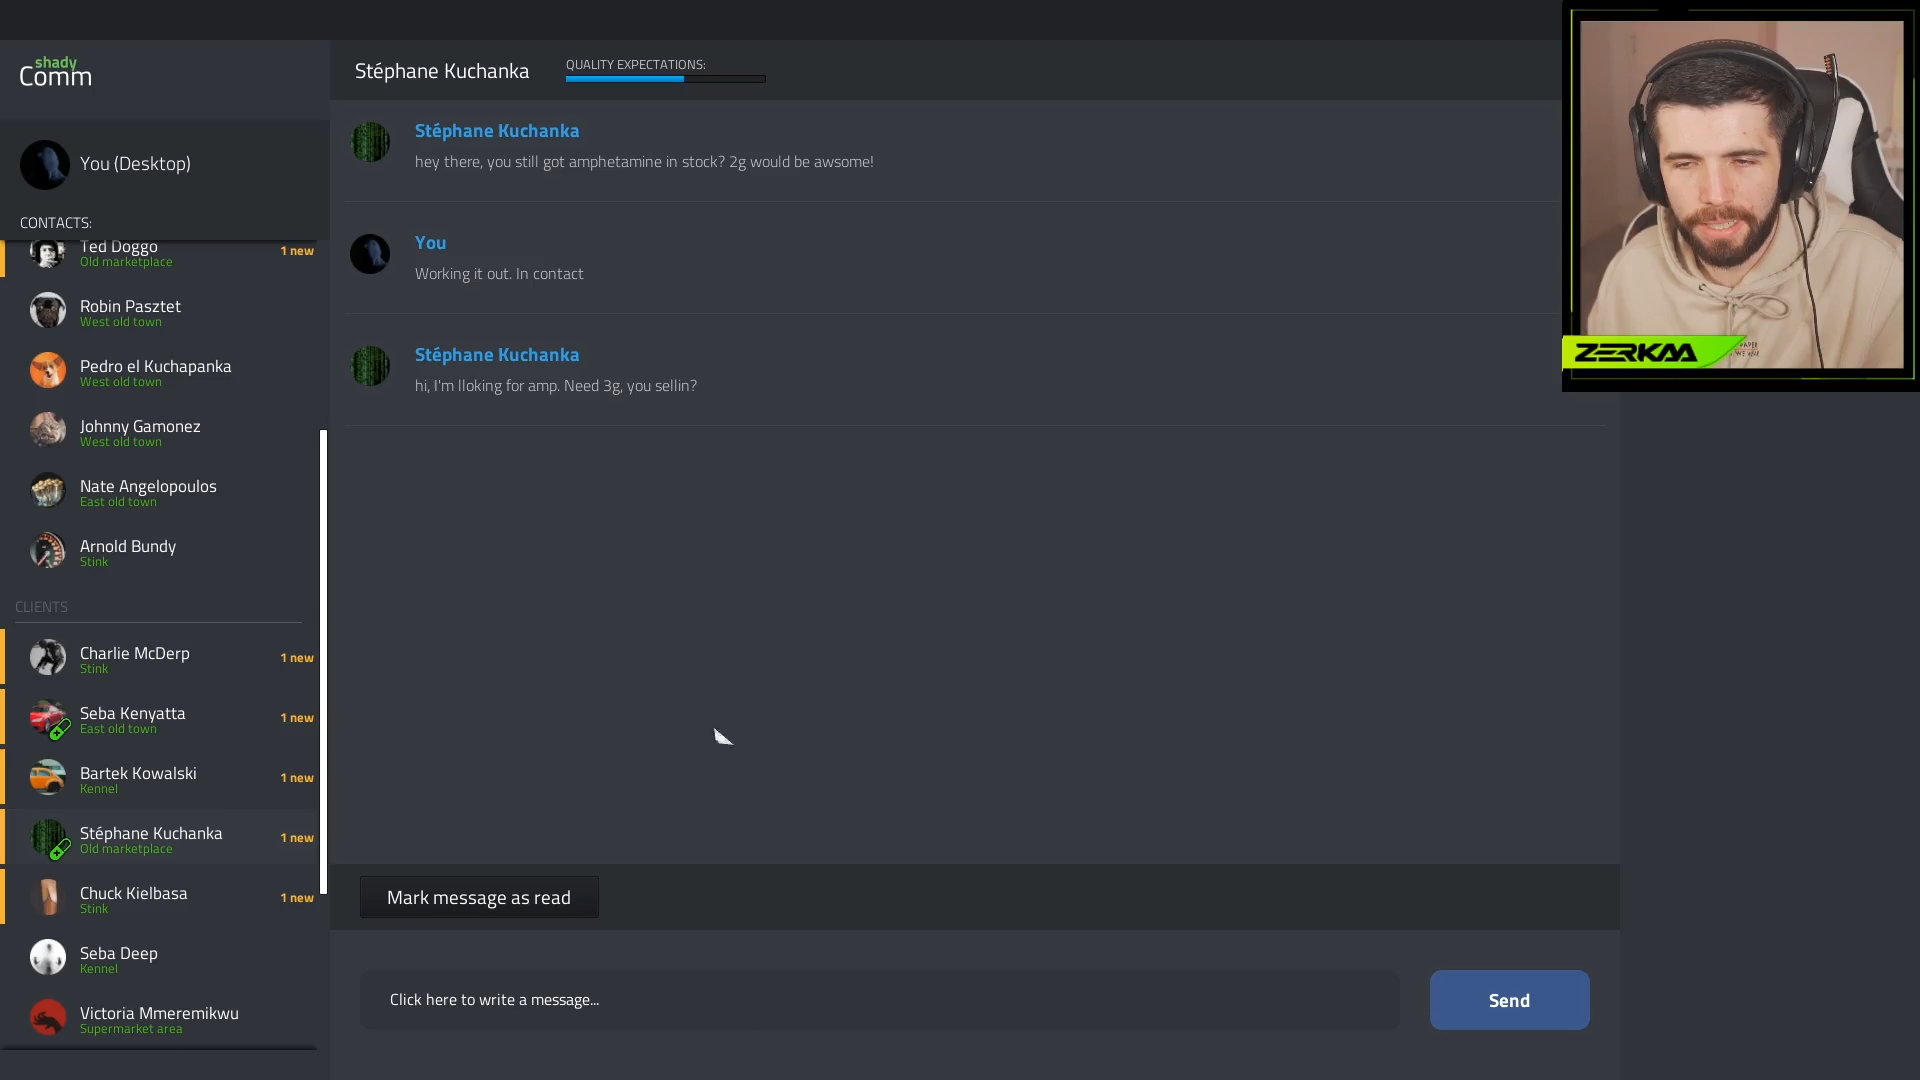 shady
Comm
You (Desktop)
CONTACTS:
Ted Doggo
Old marketplace
1 new
Robin Pasztet
West old town
Pedro el Kuchapanka
West old town
Johnny Gamonez
West old town
Nate Angelopoulos
East old town
Arnold Bundy
Stink
CLIENTS
Charlie McDerp
Stink
1 new
Seba Kenyatta
East old town
1 new
Bartek Kowalski
Kennel
1 new
Stéphane Kuchanka
Old marketplace
1 new
Chuck Kielbasa
Stink
1 new
Seba Deep
Kennel
Victoria Mmeremikwu
Supermarket area
Stéphane Kuchanka
QUALITY EXPECTATIONS:
Stéphane Kuchanka
hey there, you still got amphetamine in stock? 2g would be awsome!
You
Working it out. In contact
Stéphane Kuchanka
hi, I'm lloking for amp. Need 3g, you sellin?
Mark message as read
Click here to write a message...
Send
ZERKAA